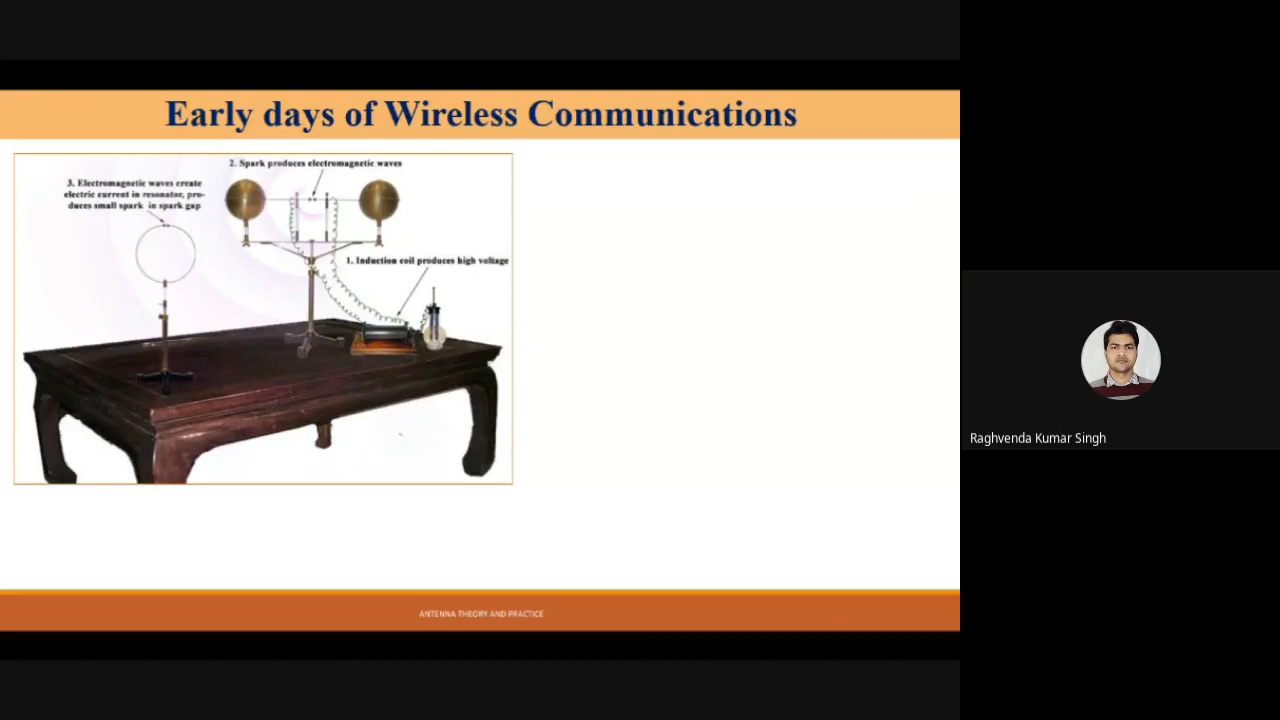 Early days of Wireless Communications
2. Spark produces electromagnetic waves
3. Electromagnetic waves create
electric current in resonator, pro-
duces small spark in spark gap
1. Induction coil produces high voltage
Raghvenda Kumar Singh
ANTENNA THEORY AND PRACTICE